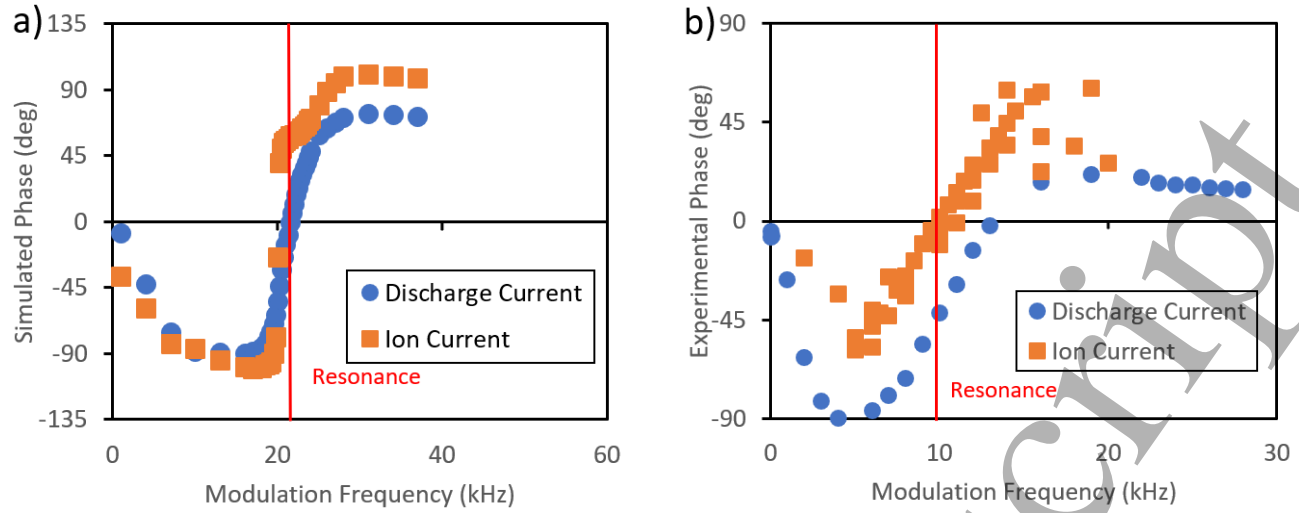 a)
Simulated Phase (deg)
135
90
45
0
-45
-90
-135
Discharge Current
Ion Current
Resonance
0
20
40
60
Modulation Frequency (kHz)
b)
Experimental Phase (deg)
90
45
0
-45
-90
Discharge Current
Ion Current
Resonance
0
10
20
30
Modulation Frequency (kHz)
cript